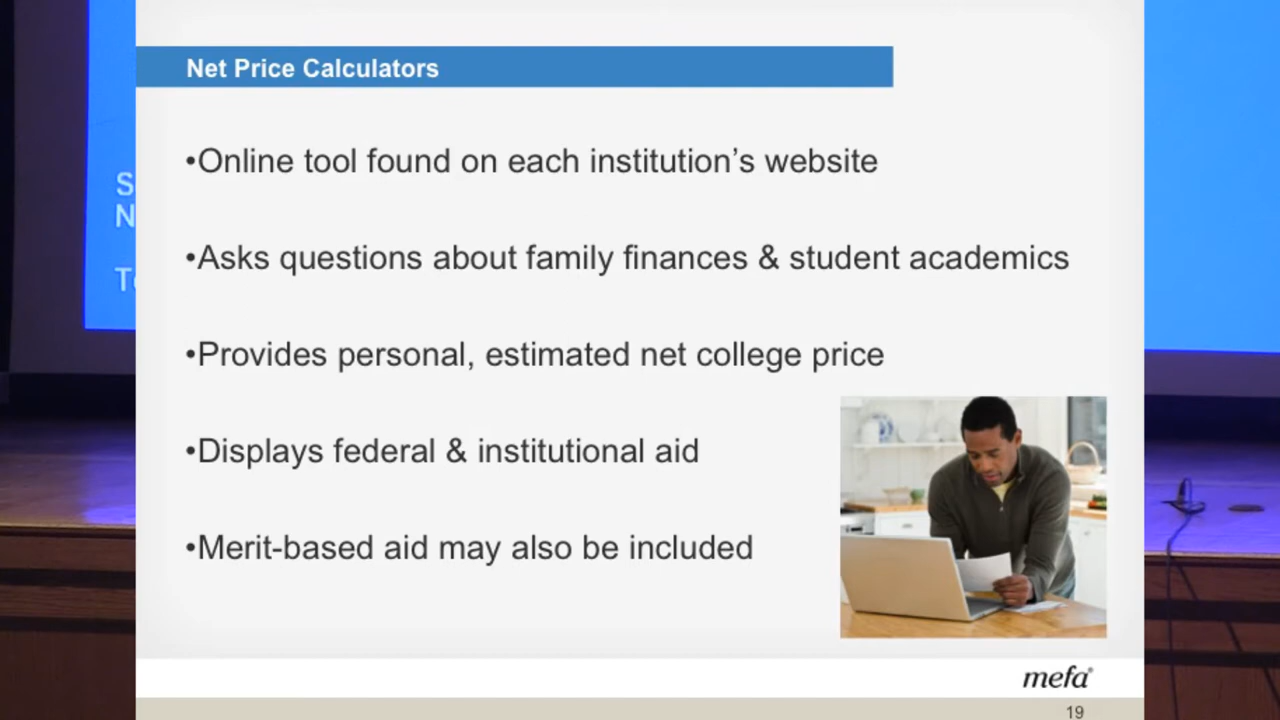 Net Price Calculators
•Online tool found on each institution’s website
•Asks questions about family finances & student academics
•Provides personal, estimated net college price
•Displays federal & institutional aid
•Merit-based aid may also be included
mefa®
19